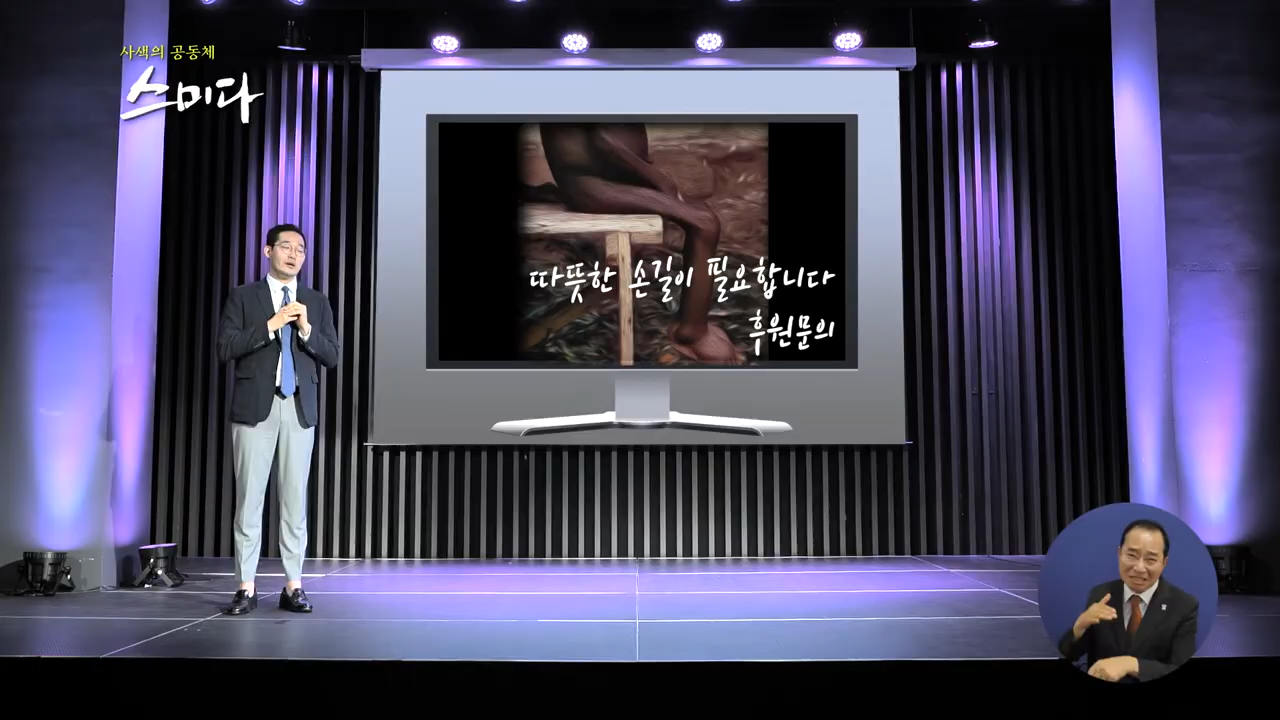 사색의 공동체
스미다
따뜻한 손길이 필요합니다
후원문의